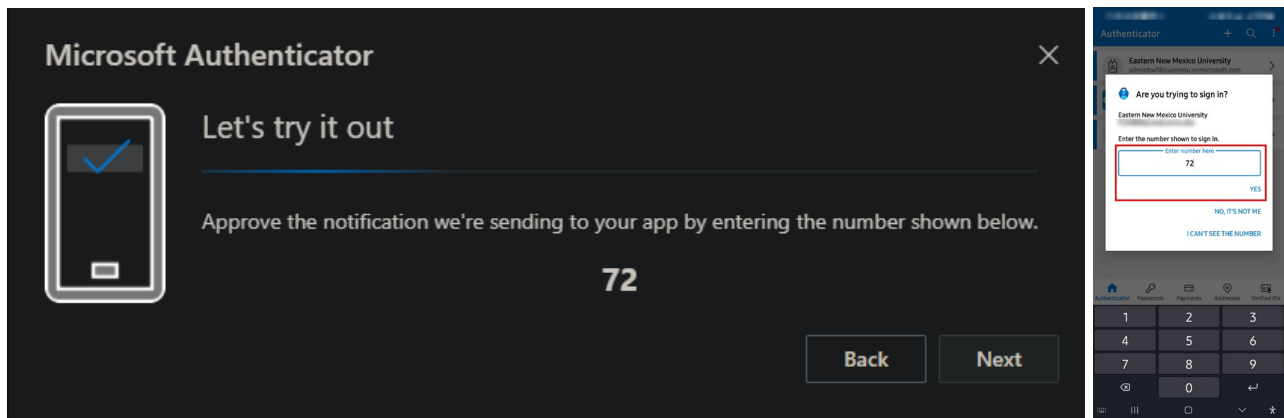 Microsoft Authenticator
Let's try it out
Approve the notification we're sending to your app by entering the number shown below.
72
Back
Next
Authenticator
Eastern New Mexico University
Are you trying to sign in?
Eastern New Mexico University
Enter the number shown to sign in.
Enter number here
72
YES
NO, IT'S NOT ME
I CAN'T SEE THE NUMBER
Authenticator Passwords Payments Addresses Verified IDs
1 2 3
4 5 6
7 8 9
0